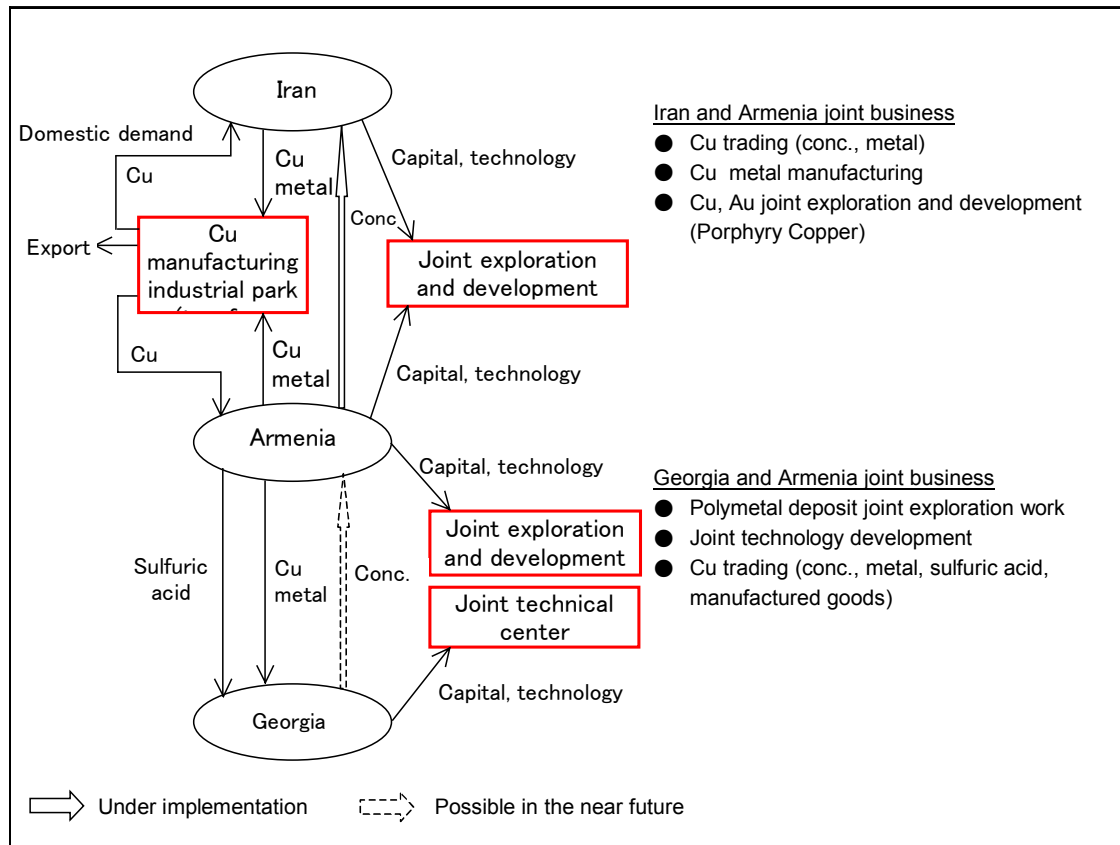 Iran
Domestic demand
Cu
Cu
metal
Capital, technology
Conc.
Export
Cu
manufacturing
industrial park
Joint exploration
and development
Cu
Cu
metal
Capital, technology
Armenia
Capital, technology
Joint exploration
and development
Sulfuric
acid
Cu
metal
Conc.
Joint technical
center
Capital, technology
Georgia
Iran and Armenia joint business
● Cu trading (conc., metal)
● Cu metal manufacturing
● Cu, Au joint exploration and development
(Porphyry Copper)
Georgia and Armenia joint business
● Polymetal deposit joint exploration work
● Joint technology development
● Cu trading (conc., metal, sulfuric acid,
manufactured goods)
Under implementation
Possible in the near future